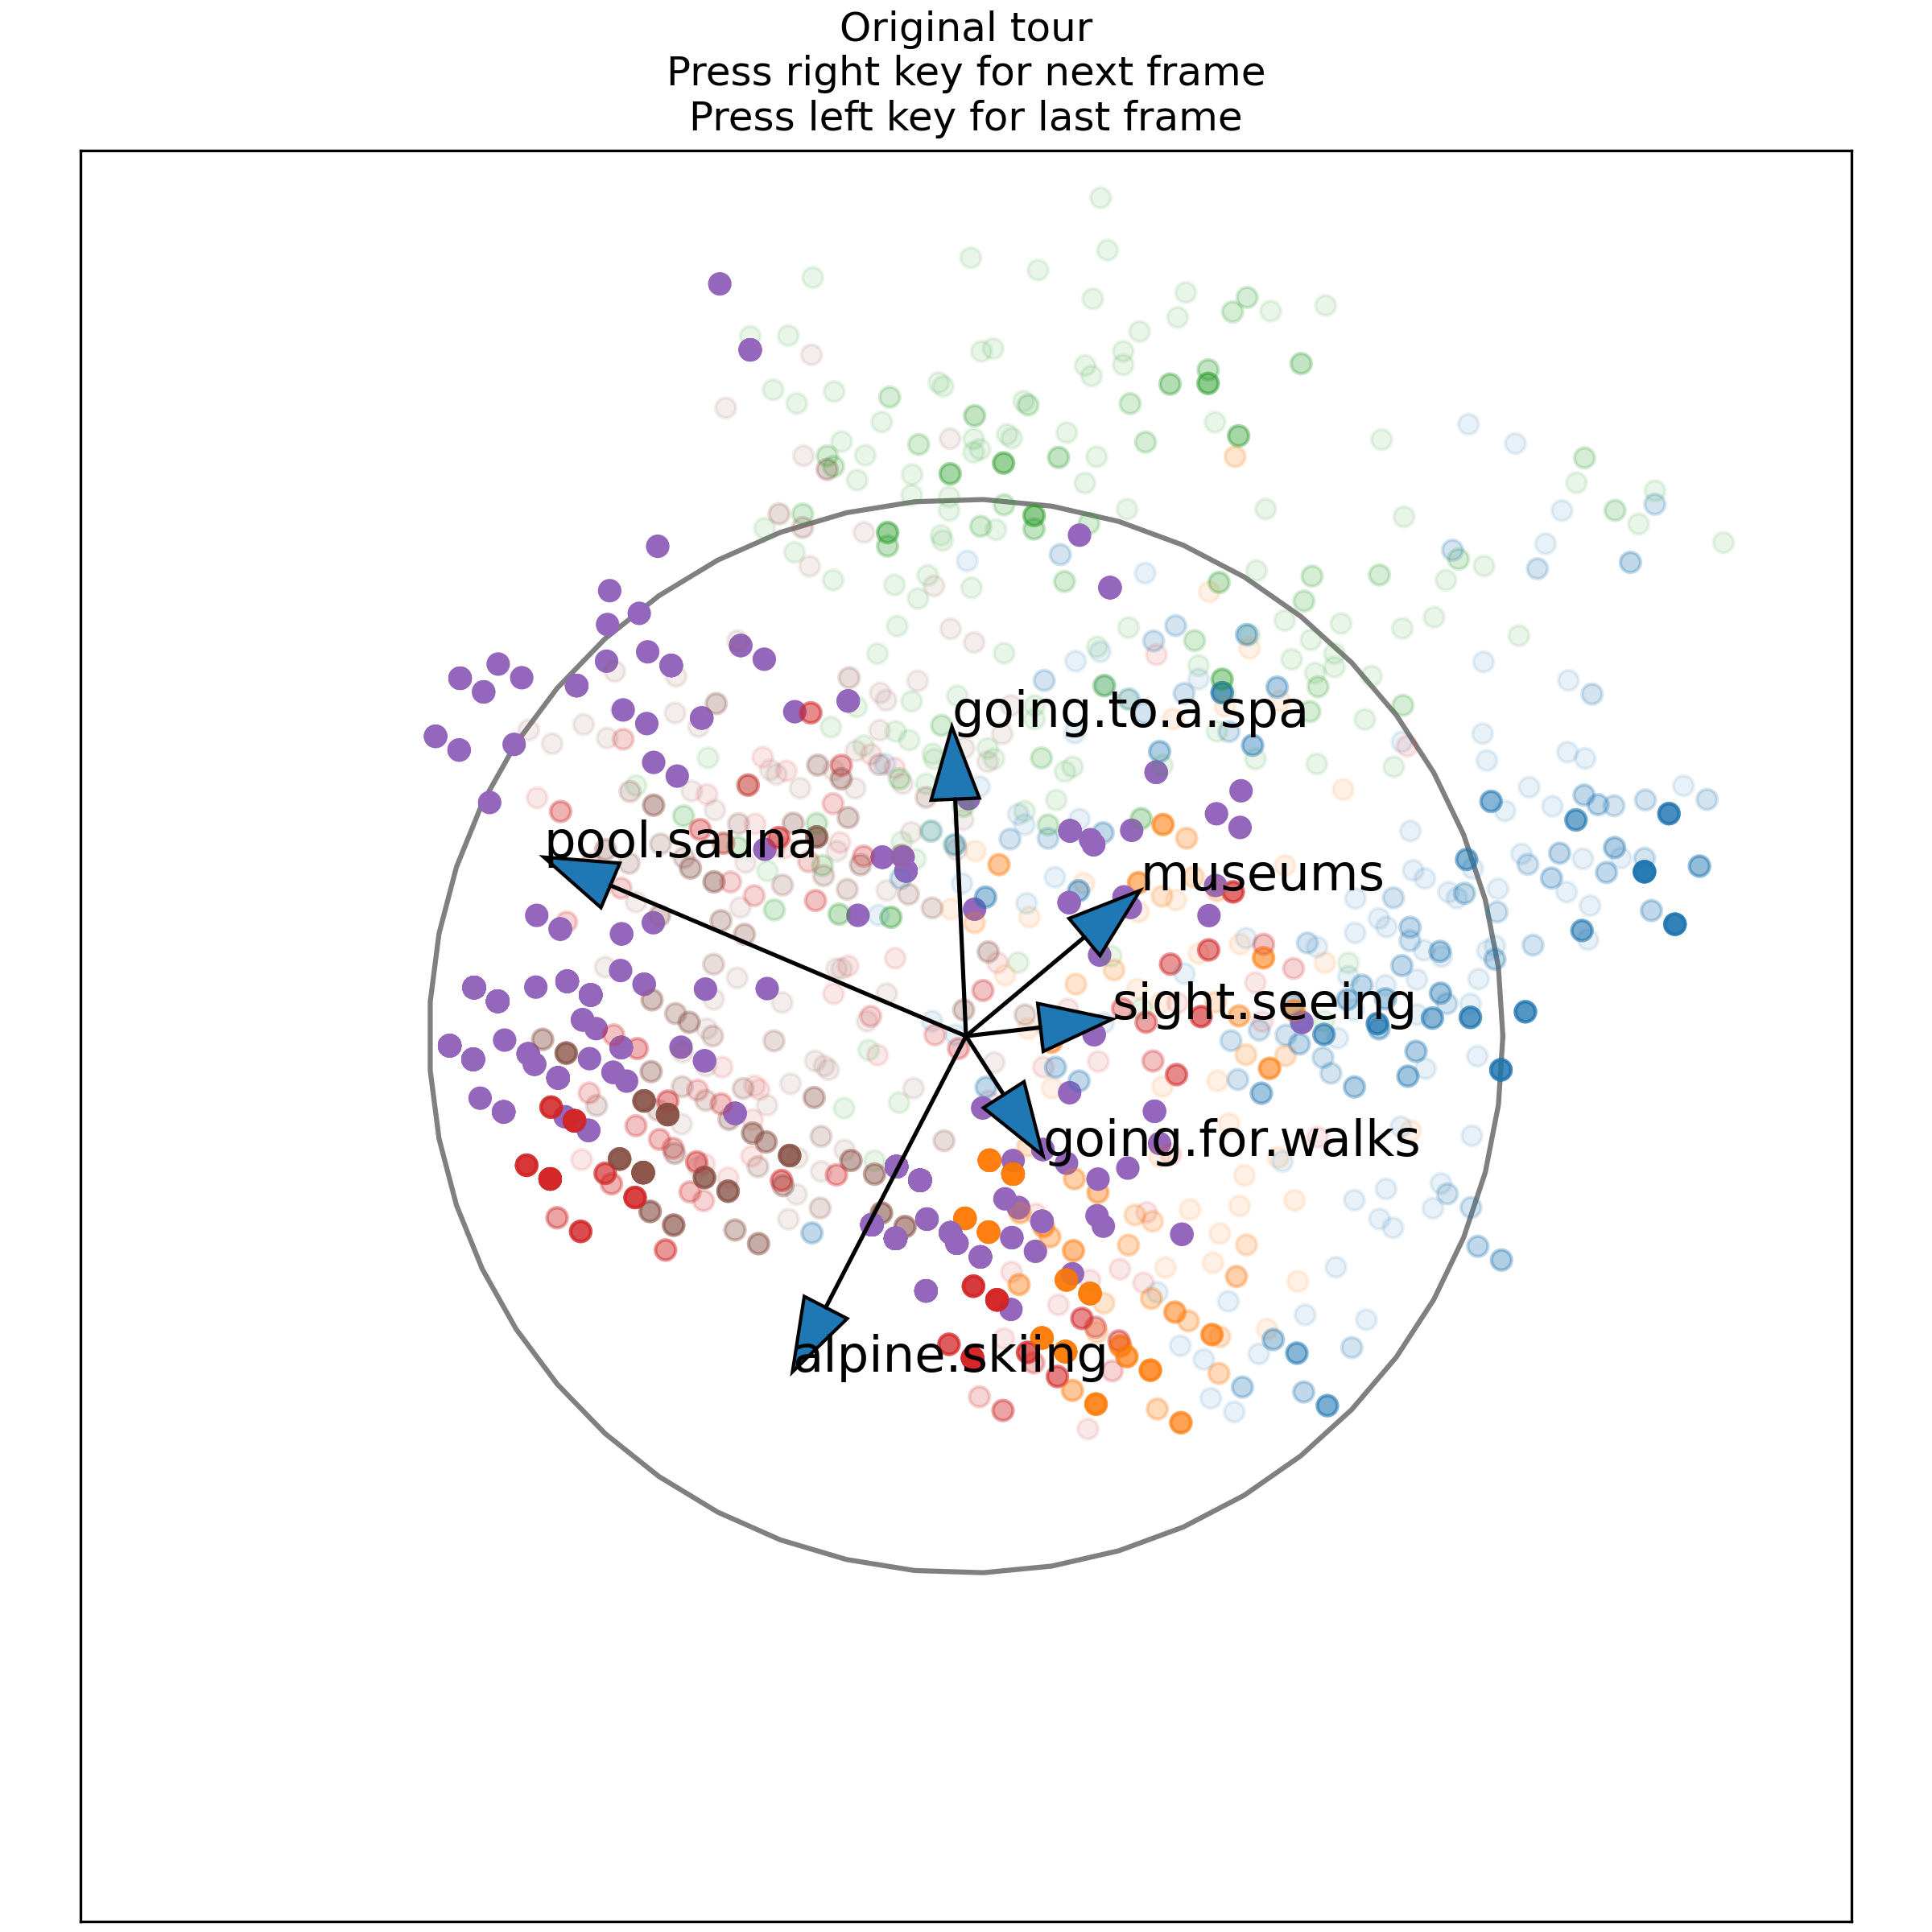 Original tour
Press right key for next frame
Press left key for last frame
going.to.a.spa
pool.sauna
museums
sight.seeing
going.for.walks
alpine.skiing